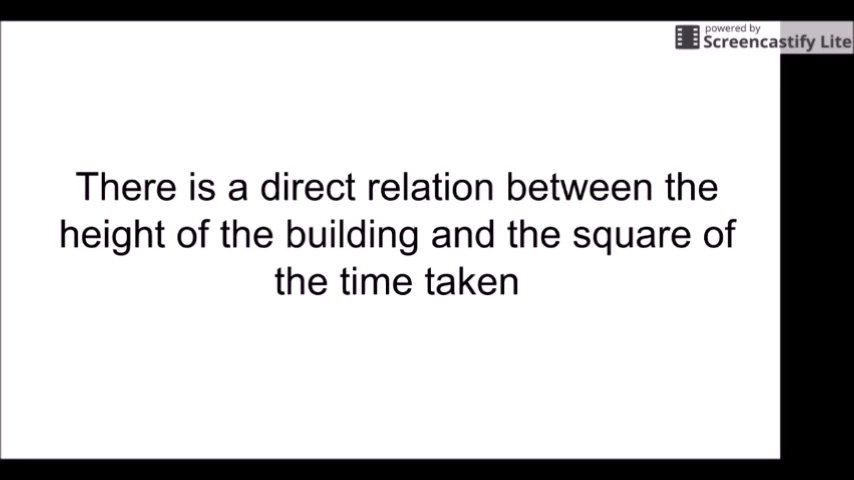 powered by
Screencastify Lite
There is a direct relation between the
height of the building and the square of
the time taken